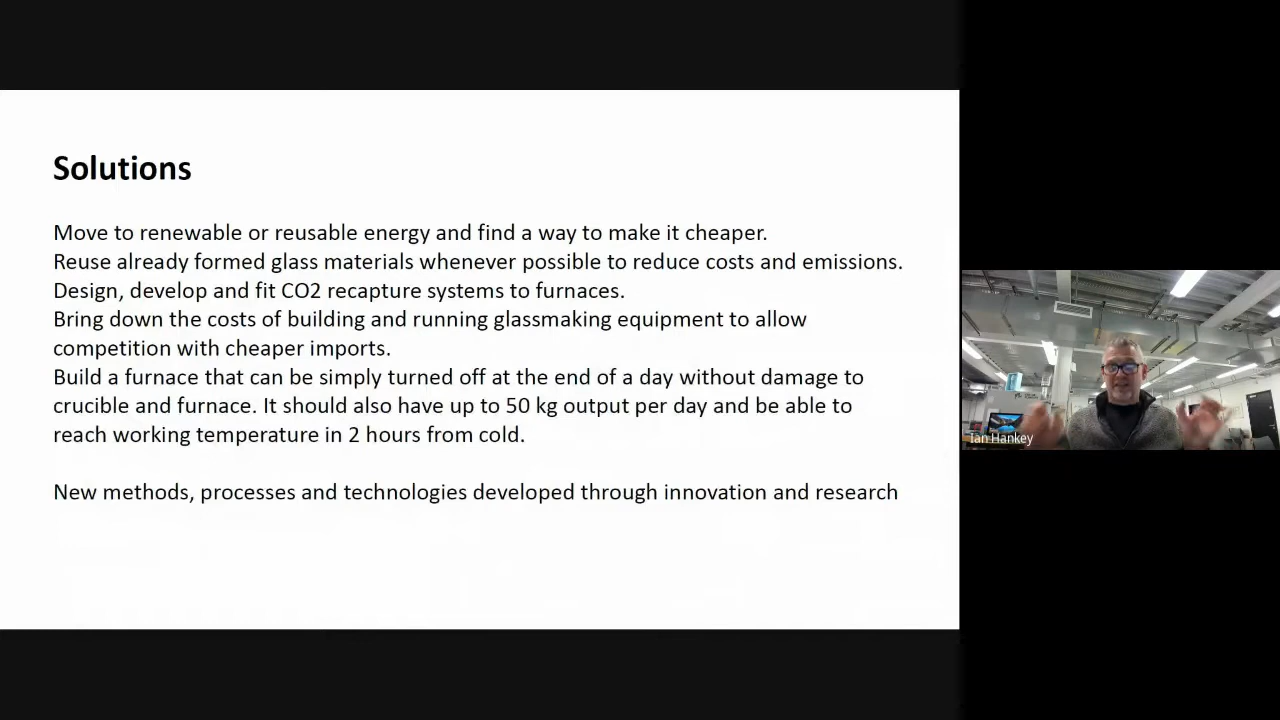 Solutions
Move to renewable or reusable energy and find a way to make it cheaper.
Reuse already formed glass materials whenever possible to reduce costs and emissions.
Design, develop and fit CO2 recapture systems to furnaces.
Bring down the costs of building and running glassmaking equipment to allow
competition with cheaper imports.
Build a furnace that can be simply turned off at the end of a day without damage to
crucible and furnace. It should also have up to 50 kg output per day and be able to
reach working temperature in 2 hours from cold.
New methods, processes and technologies developed through innovation and research
Ian Hankey